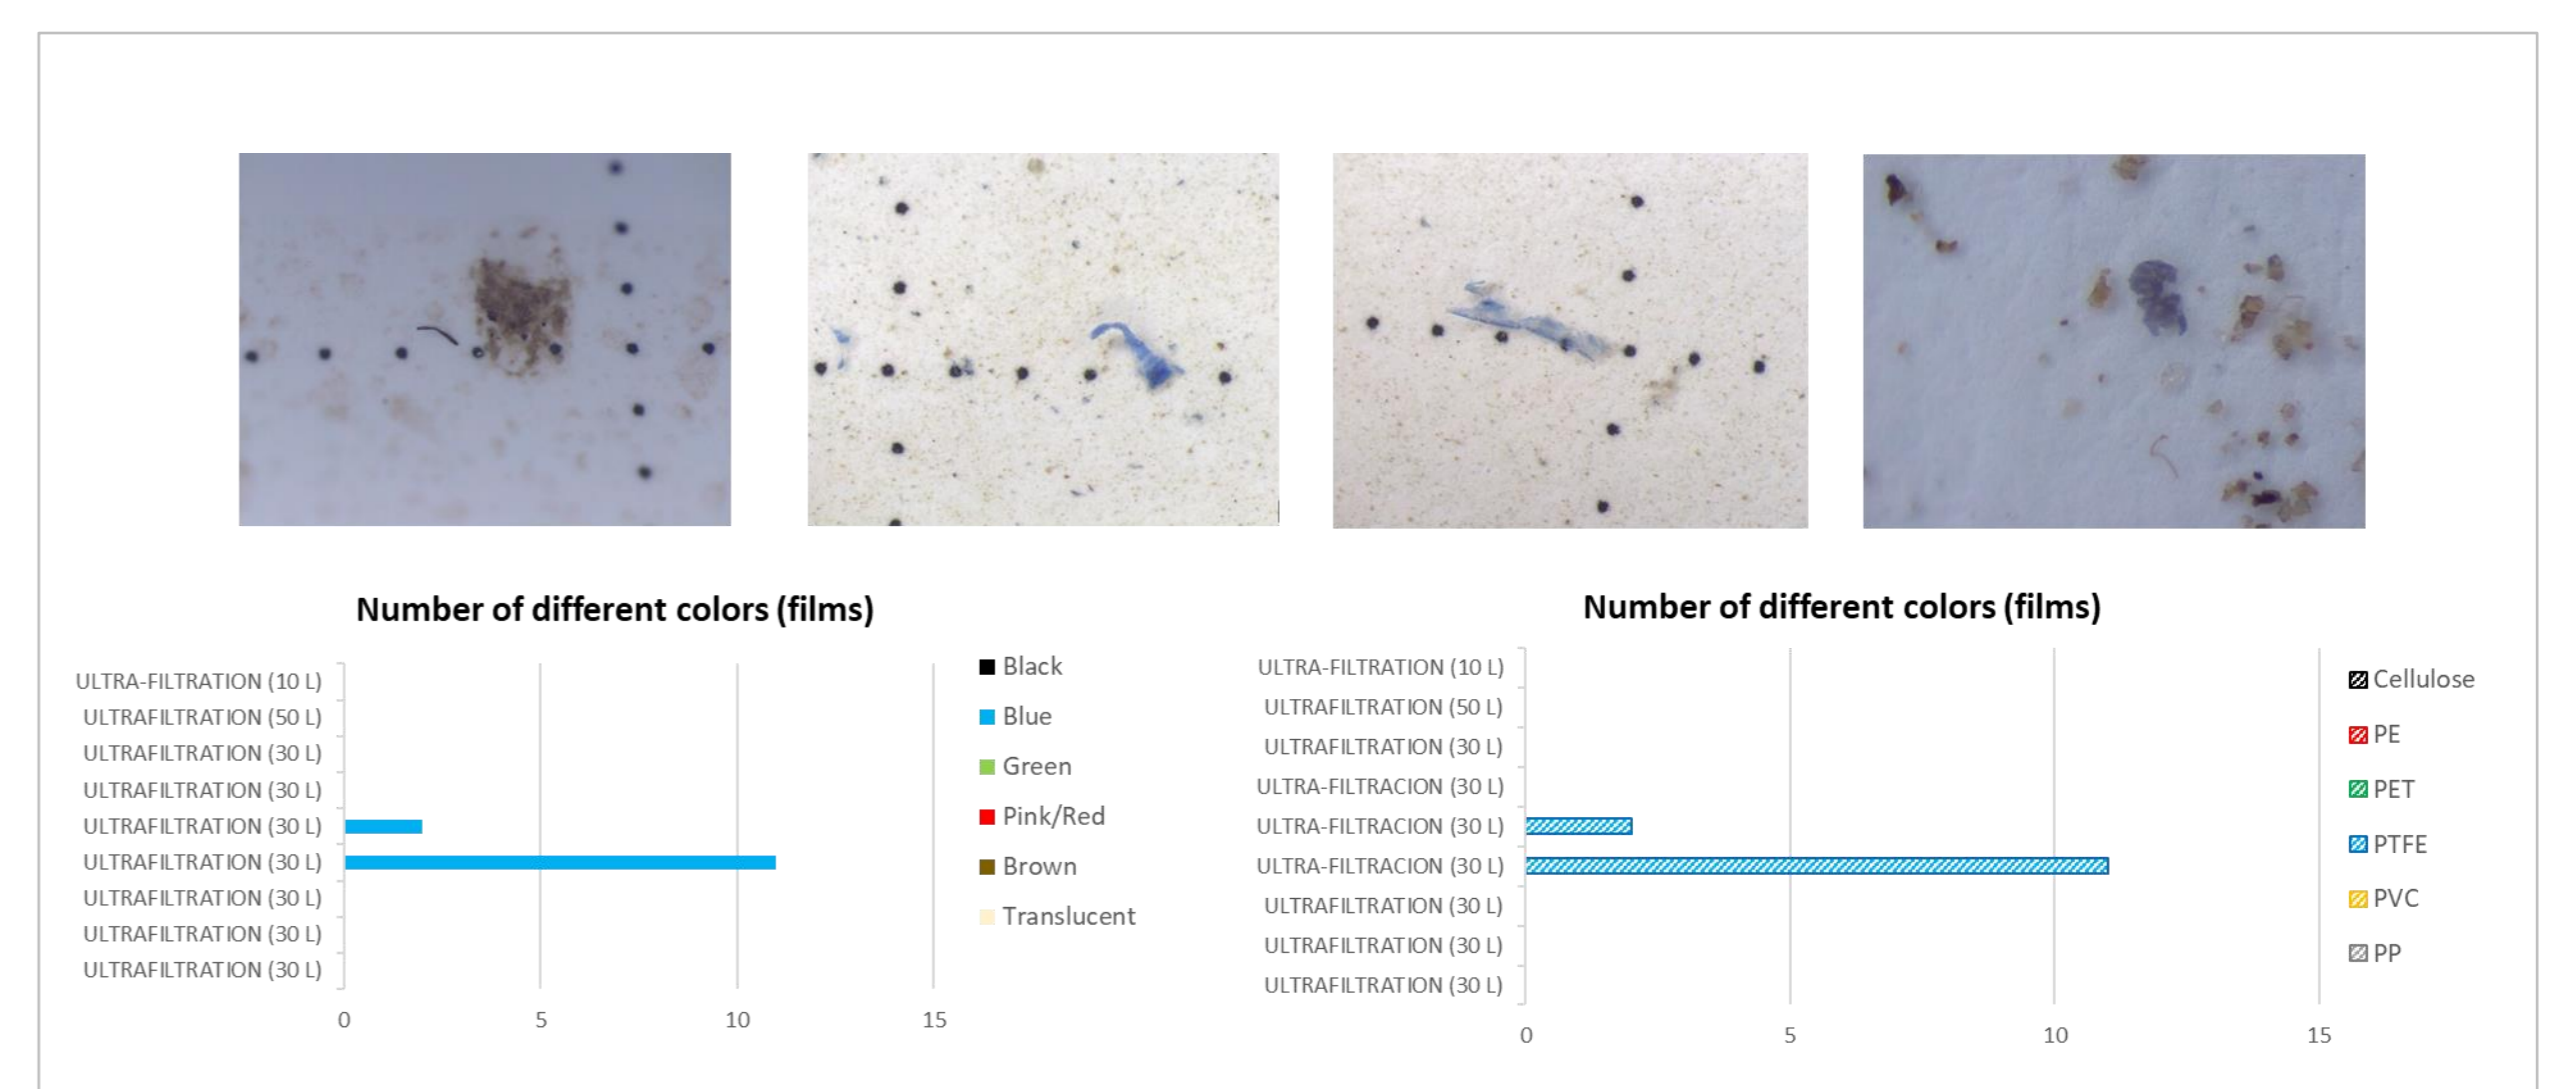 Number of different colors (films)
ULTRA-FILTRATION (10 L)
ULTRAFILTRATION (50 L)
ULTRAFILTRATION (30 L)
ULTRAFILTRATION (30 L)
ULTRAFILTRATION (30 L)
ULTRAFILTRATION (30 L)
ULTRAFILTRATION (30 L)
ULTRAFILTRATION (30 L)
ULTRAFILTRATION (30 L)
0 5 10 15
Black
Blue
Green
Pink/Red
Brown
Translucent
Number of different colors (films)
ULTRA-FILTRATION (10 L)
ULTRAFILTRATION (50 L)
ULTRAFILTRATION (30 L)
ULTRA-FILTRACION (30 L)
ULTRA-FILTRACION (30 L)
ULTRA-FILTRACION (30 L)
ULTRAFILTRATION (30 L)
ULTRAFILTRATION (30 L)
ULTRAFILTRATION (30 L)
0 5 10 15
Cellulose
PE
PET
PTFE
PVC
PP